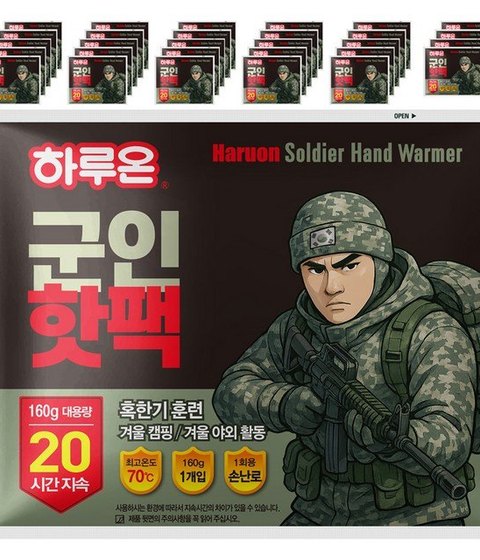 OPEN ▶
하루온®
Haruon Soldier Hand Warmer
군인
핫팩
160g 대용량
20
시간 지속
혹한기 훈련
겨울 캠핑 / 겨울 야외 활동
최고온도
70℃
160g
1개입
1회용
손난로
사용하시는 환경에 따라서 지속시간의 차이가 있을 수 있습니다.
제품 뒷면의 주의사항을 꼭 읽어 주십시오.